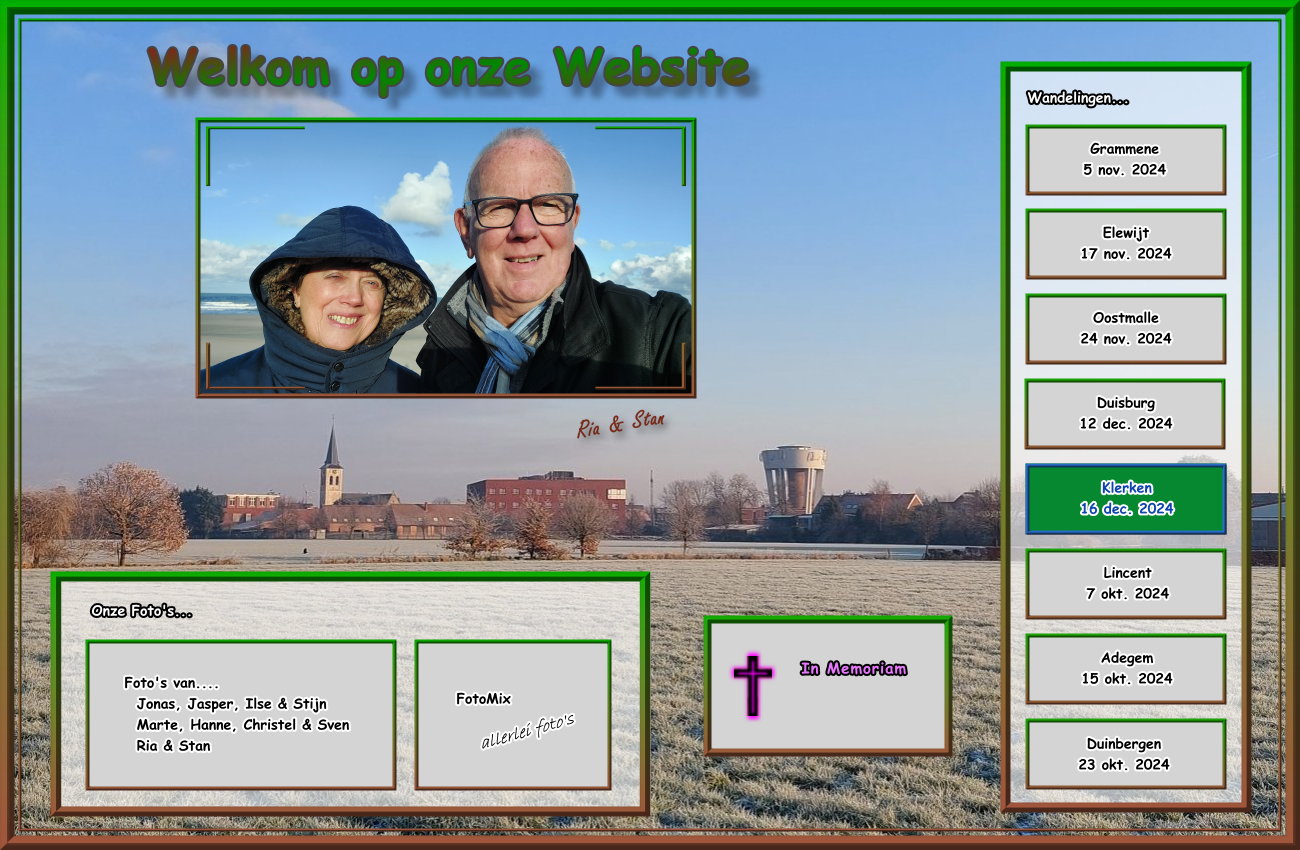 Welkom op onze Website
Ria & Stan
Wandelingen...
Grammene
5 nov. 2024
Elewijt
17 nov. 2024
Oostmalle
24 nov. 2024
Duisburg
12 dec. 2024
Klerken
16 dec. 2024
Lincent
7 okt. 2024
Adegem
15 okt. 2024
Duinbergen
23 okt. 2024
Onze Foto's...
Foto's van....
Jonas, Jasper, Ilse & Stijn
Marte, Hanne, Christel & Sven
Ria & Stan
FotoMix
allerlei foto's
In Memoriam